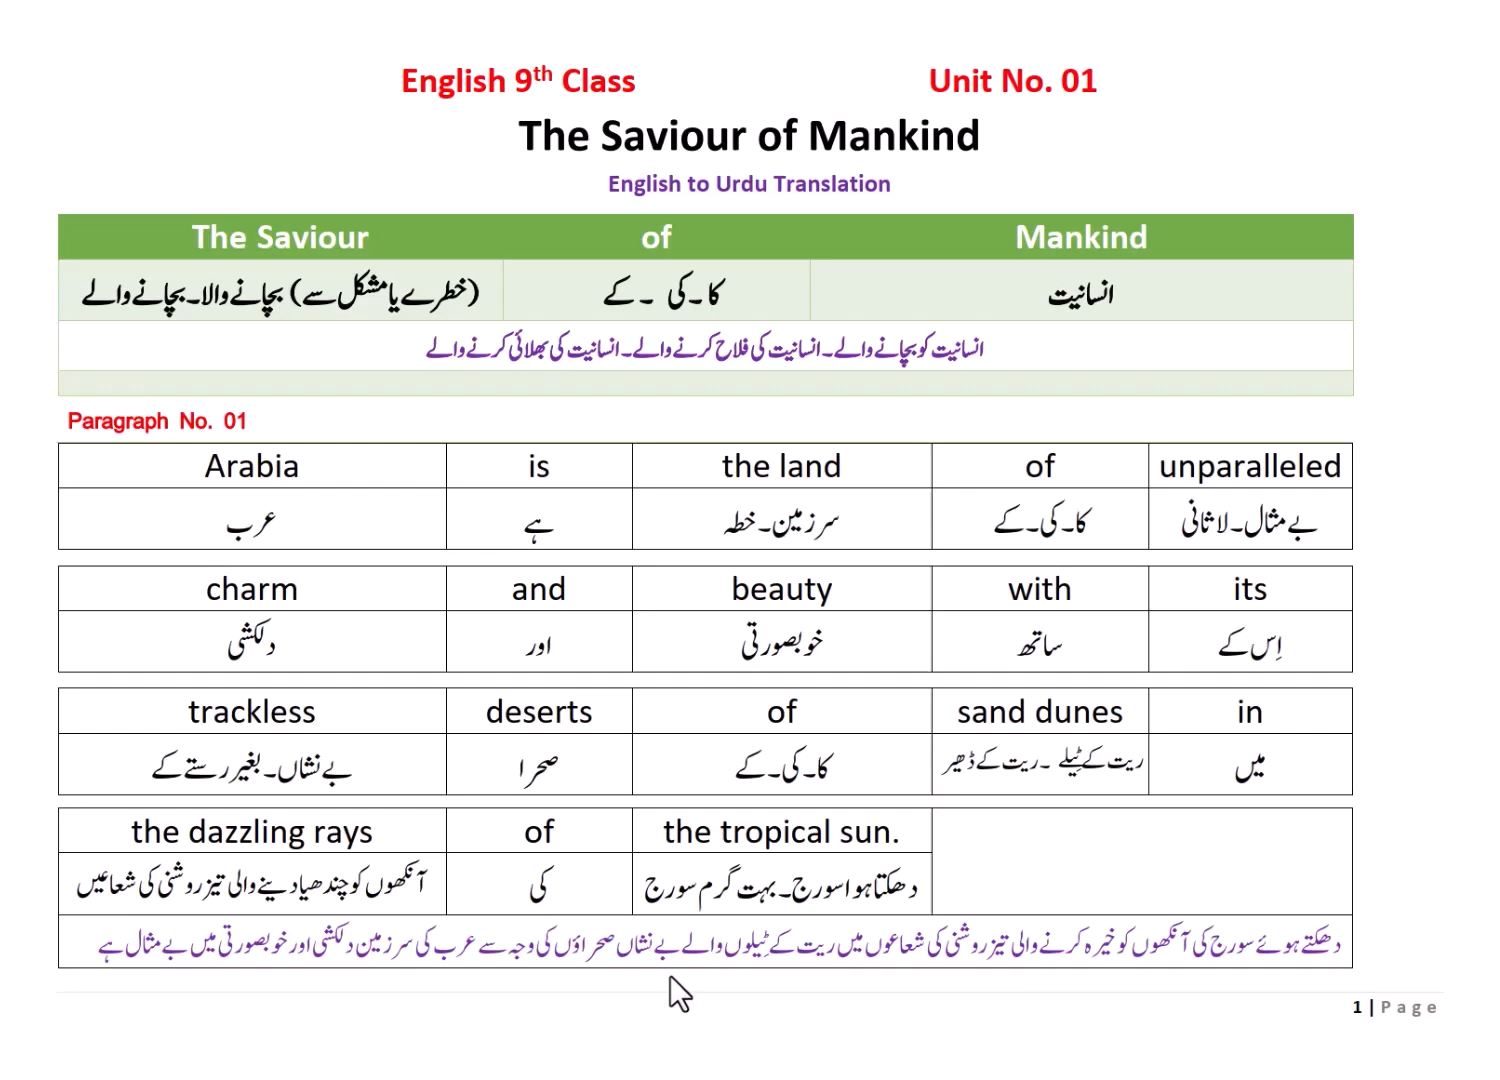 English 9th Class Unit No. 01
The Saviour of Mankind
English to Urdu Translation
The Saviour of Mankind
(خطرے یا مشکل سے) بچانے والا۔ بچانے والے کا۔ کی ۔ کے انسانیت
انسانیت کو بچانے والے۔ انسانیت کی فلاح کرنے والے۔ انسانیت کی بھلائی کرنے والے
Paragraph No. 01
Arabia is the land of unparalleled
عرب ہے سرزمین۔ خطہ کا۔ کی۔ کے بے مثال۔ لاثانی
charm and beauty with its
دلکشی اور خوبصورتی ساتھ اِس کے
trackless deserts of sand dunes in
بے نشاں۔ بغیر رستے کے صحرا کا۔ کی۔ کے ریت کے ٹِیلے ۔ ریت کے ڈھیر میں
the dazzling rays of the tropical sun.
آنکھوں کو چندھیا دینے والی تیز روشنی کی شعاعیں کی دھکتا ہوا سورج۔ بہت گرم سورج
دھکتے ہوئے سورج کی آنکھوں کو خیرہ کرنے والی تیز روشنی کی شعاعوں میں ریت کے ٹِیلوں والے بے نشاں صحراؤں کی وجہ سے عرب کی سرزمین دلکشی اور خوبصورتی میں بے مثال ہے
1 | Page